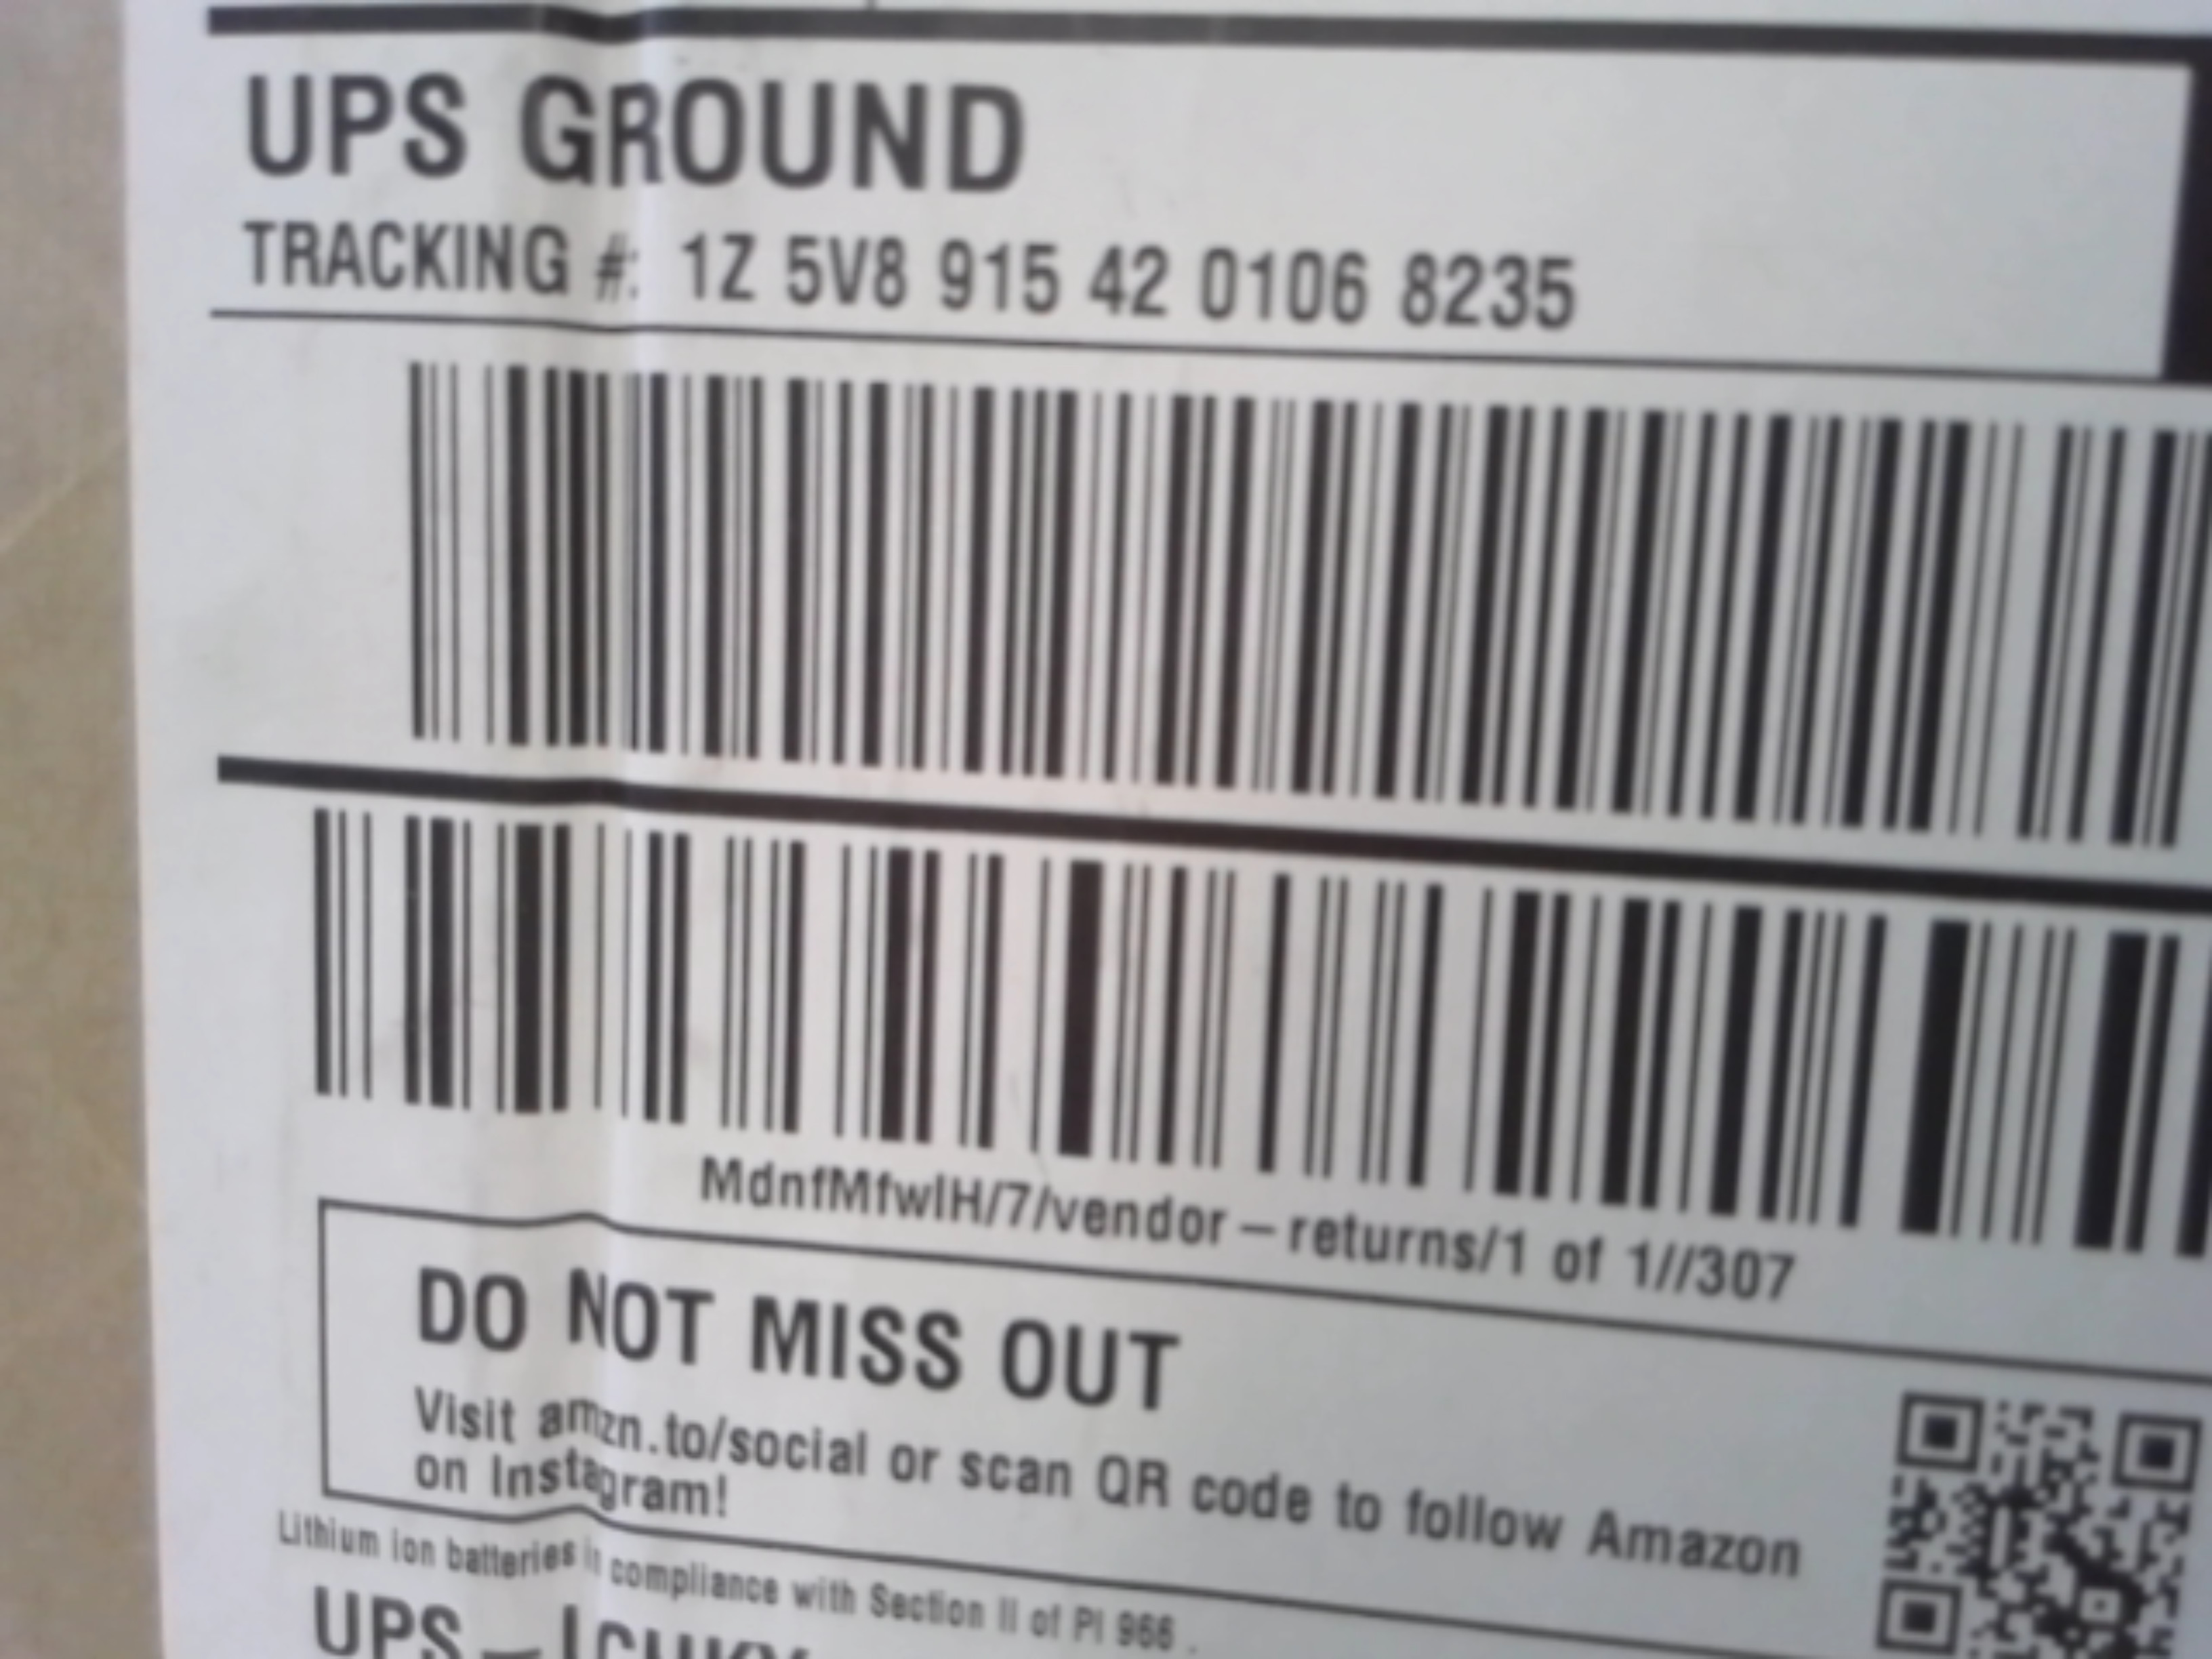 UPS GROUND
TRACKING #: 1Z 5V8 915 42 0106 8235
MdnfMfwlH/7/vendor – returns/1 of 1//307
DO NOT MISS OUT
Visit amzn.to/social or scan QR code to follow Amazon
on Instagram!
Lithium ion batteries in compliance with Section II of PI 966 .
UPS –